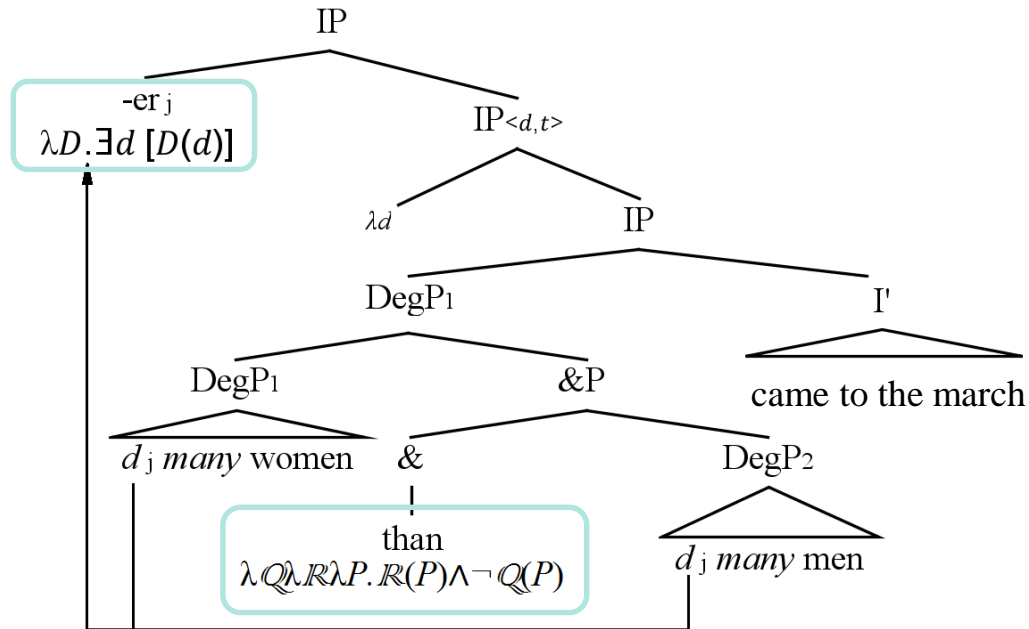 IP
-er j
λD.∃d [D(d)]
IP<d,t>
λd
IP
DegP1
I'
DegP1
&P
came to the march
d j many women
&
DegP2
than
λℚλℝλP.ℝ(P)∧¬ℚ(P)
d j many men